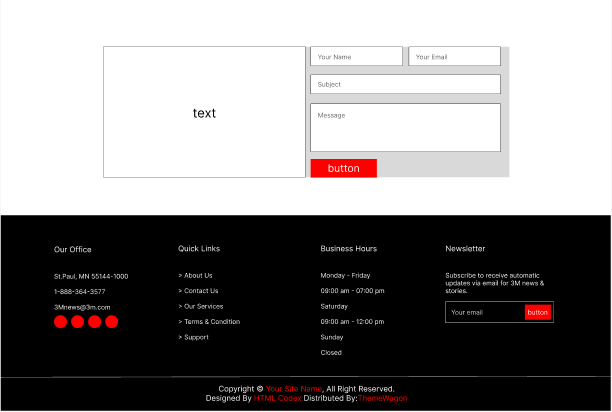 text
Your Name
Your Email
Subject
Message
button
Our Office
St.Paul, MN 55144-1000
1-888-364-3577
3Mnews@3m.com
Quick Links
> About Us
> Contact Us
> Our Services
> Terms & Condition
> Support
Business Hours
Monday - Friday
09:00 am - 07:00 pm
Saturday
09:00 am - 12:00 pm
Sunday
Closed
Newsletter
Subscribe to receive automatic
updates via email for 3M news &
stories.
Your email
button
Copyright © Your Site Name, All Right Reserved.
Designed By HTML Codex Distributed By:ThemeWagon